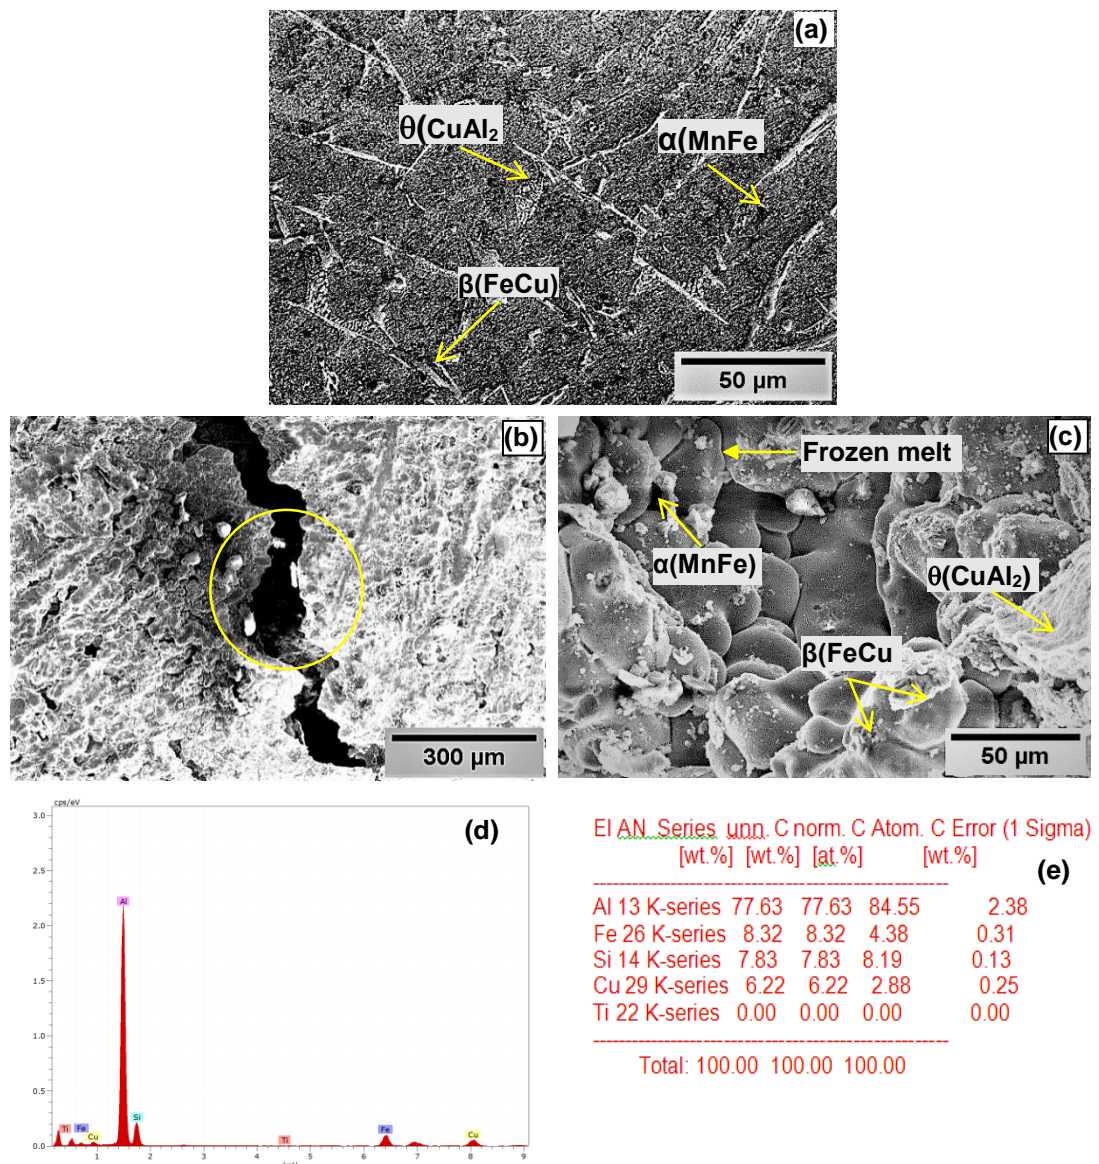 (a)
θ(CuAl2
α(MnFe
β(FeCu)
50 µm
(b)
300 µm
(c)
Frozen melt
α(MnFe)
θ(CuAl2)
β(FeCu
50 µm
cps/eV
(d)
3.0
2.5
2.0
1.5
1.0
0.5
0.0
Al
Ti Fe Cu Si Ti Fe Cu
1 2 3 4 5 6 7 8 9
El AN Series unn. C norm. C Atom. C Error (1 Sigma)
[wt.%] [wt.%] [at.%] [wt.%]
(e)
Al 13 K-series 77.63 77.63 84.55 2.38
Fe 26 K-series 8.32 8.32 4.38 0.31
Si 14 K-series 7.83 7.83 8.19 0.13
Cu 29 K-series 6.22 6.22 2.88 0.25
Ti 22 K-series 0.00 0.00 0.00 0.00
Total: 100.00 100.00 100.00